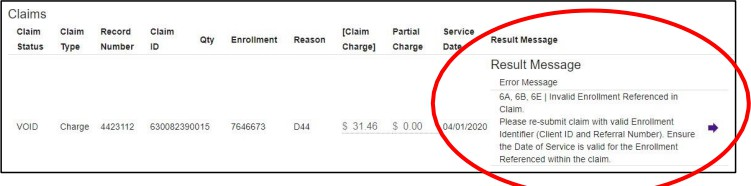 Claims
Claim Status Claim Type Record Number Claim ID Qty Enrollment Reason [Claim Charge] Partial Charge Service Date Result Message
Result Message
Error Message
6A, 6B, 6E | Invalid Enrollment Referenced in
Claim.
Please re-submit claim with valid Enrollment
VOID Charge 4423112 630082390015 7646673 D44 $ 31.46 $ 0.00 04/01/2020 Identifier (Client ID and Referral Number). Ensure
the Date of Service is valid for the Enrollment
Referenced within the claim.